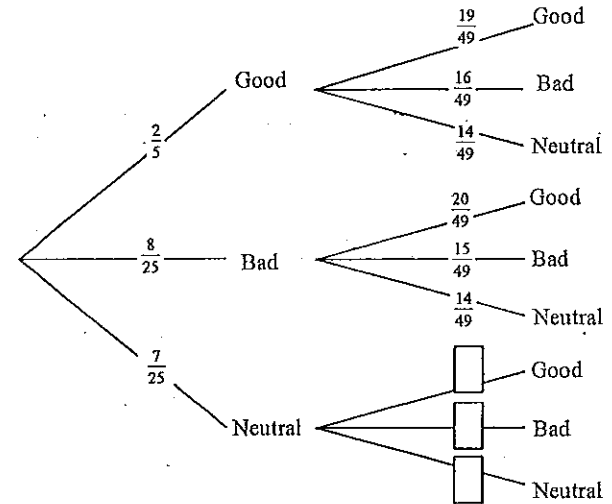 19/49 Good
Good
16/49 Bad
2/5
14/49 Neutral
20/49 Good
8/25 Bad
15/49 Bad
14/49 Neutral
7/25
Good
Neutral
Bad
Neutral